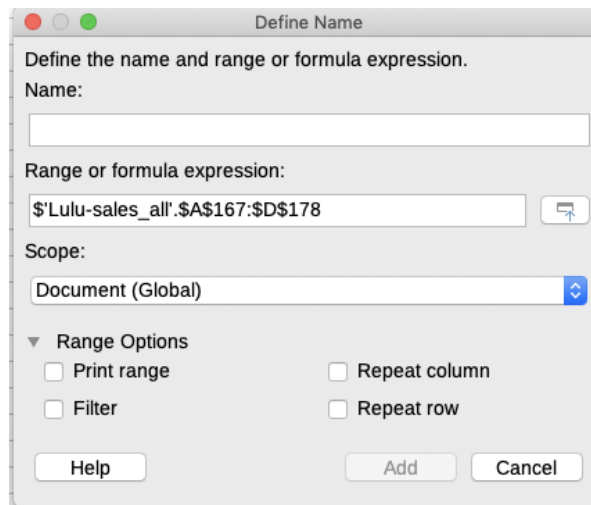 Define Name
Define the name and range or formula expression.
Name:
Range or formula expression:
$'Lulu-sales_all'.$A$167:$D$178
Scope:
Document (Global)
Range Options
Print range
Repeat column
Filter
Repeat row
Help
Add
Cancel